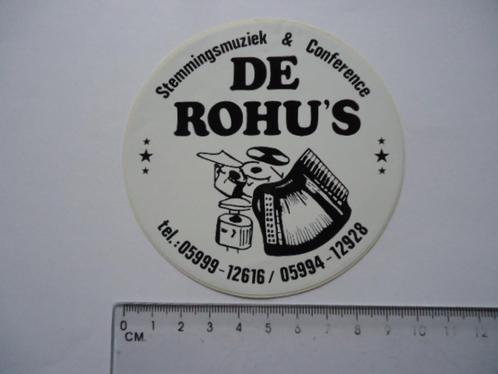 Stemmingsmuziek & Conference
DE
ROHU'S
tel.: 05999-12616 / 05994-12928
0 1 2 3 4 5 6 7 8 9 10 11 12
CM.